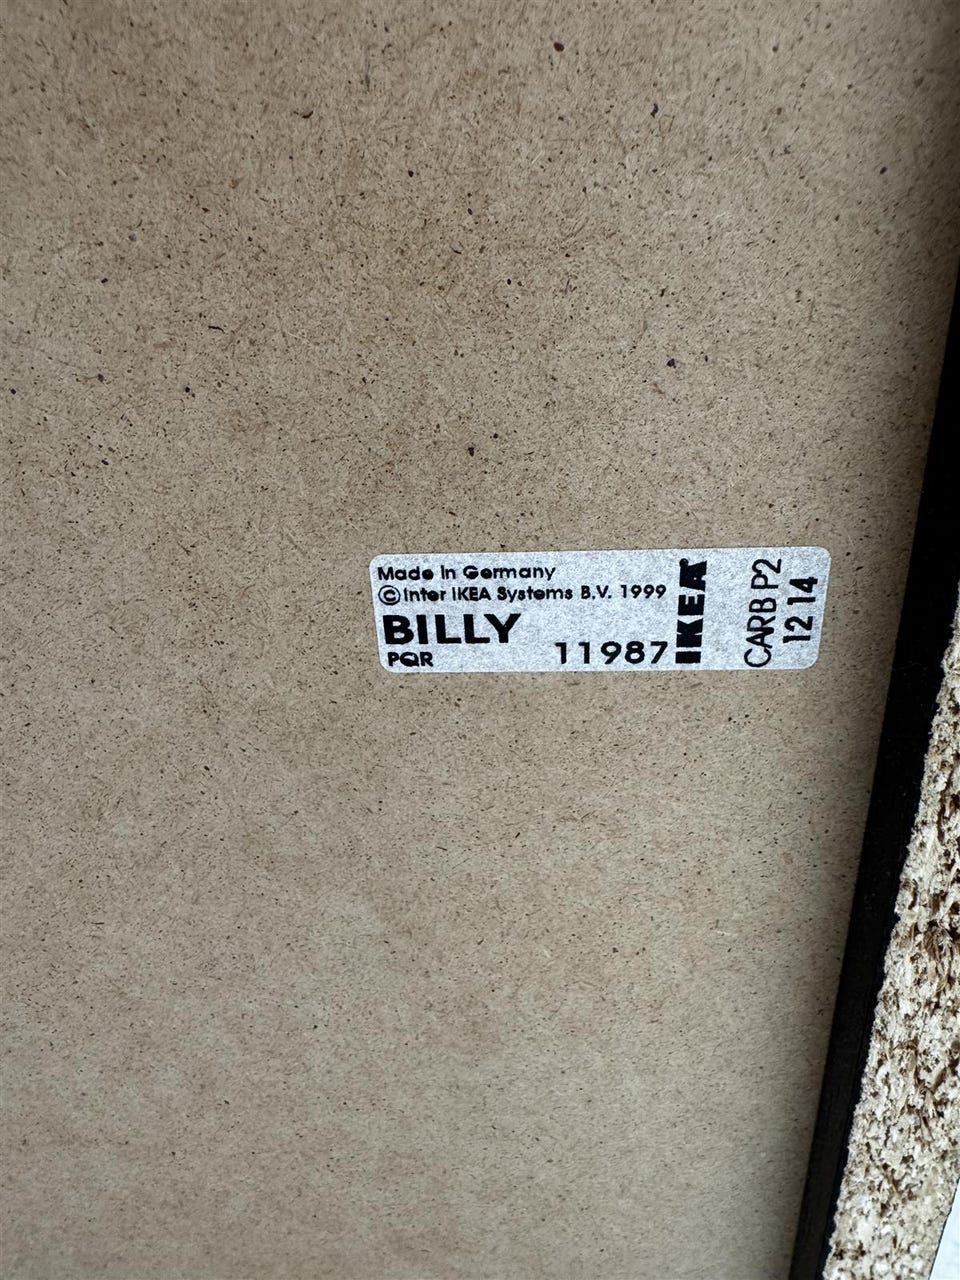 Made in Germany
©Inter IKEA Systems B.V. 1999
BILLY
PQR
11987
IKEA®
CARB P2
12 14